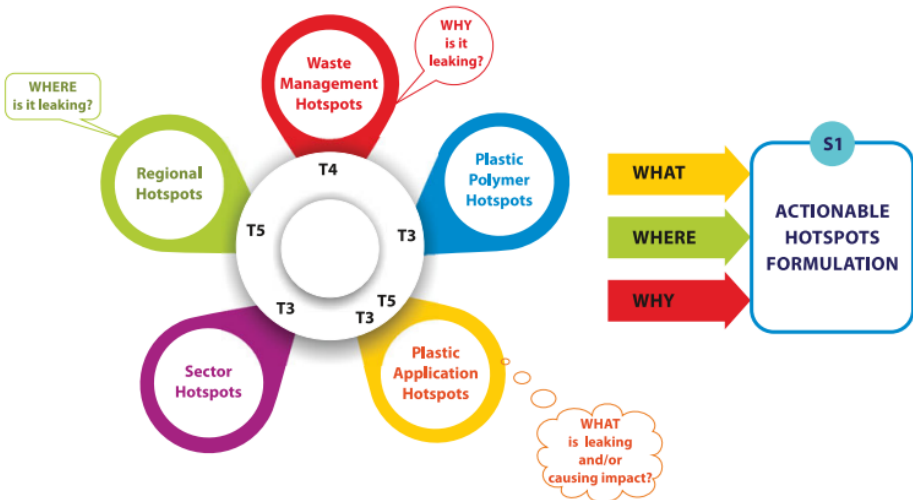 WHERE
is it leaking?
Waste
Management
Hotspots
WHY
is it
leaking?
Regional
Hotspots
Plastic
Polymer
Hotspots
T4
T5
T3
T3
T5
T3
Sector
Hotspots
Plastic
Application
Hotspots
WHAT
is leaking
and/or
causing impact?
WHAT
WHERE
WHY
S1
ACTIONABLE
HOTSPOTS
FORMULATION